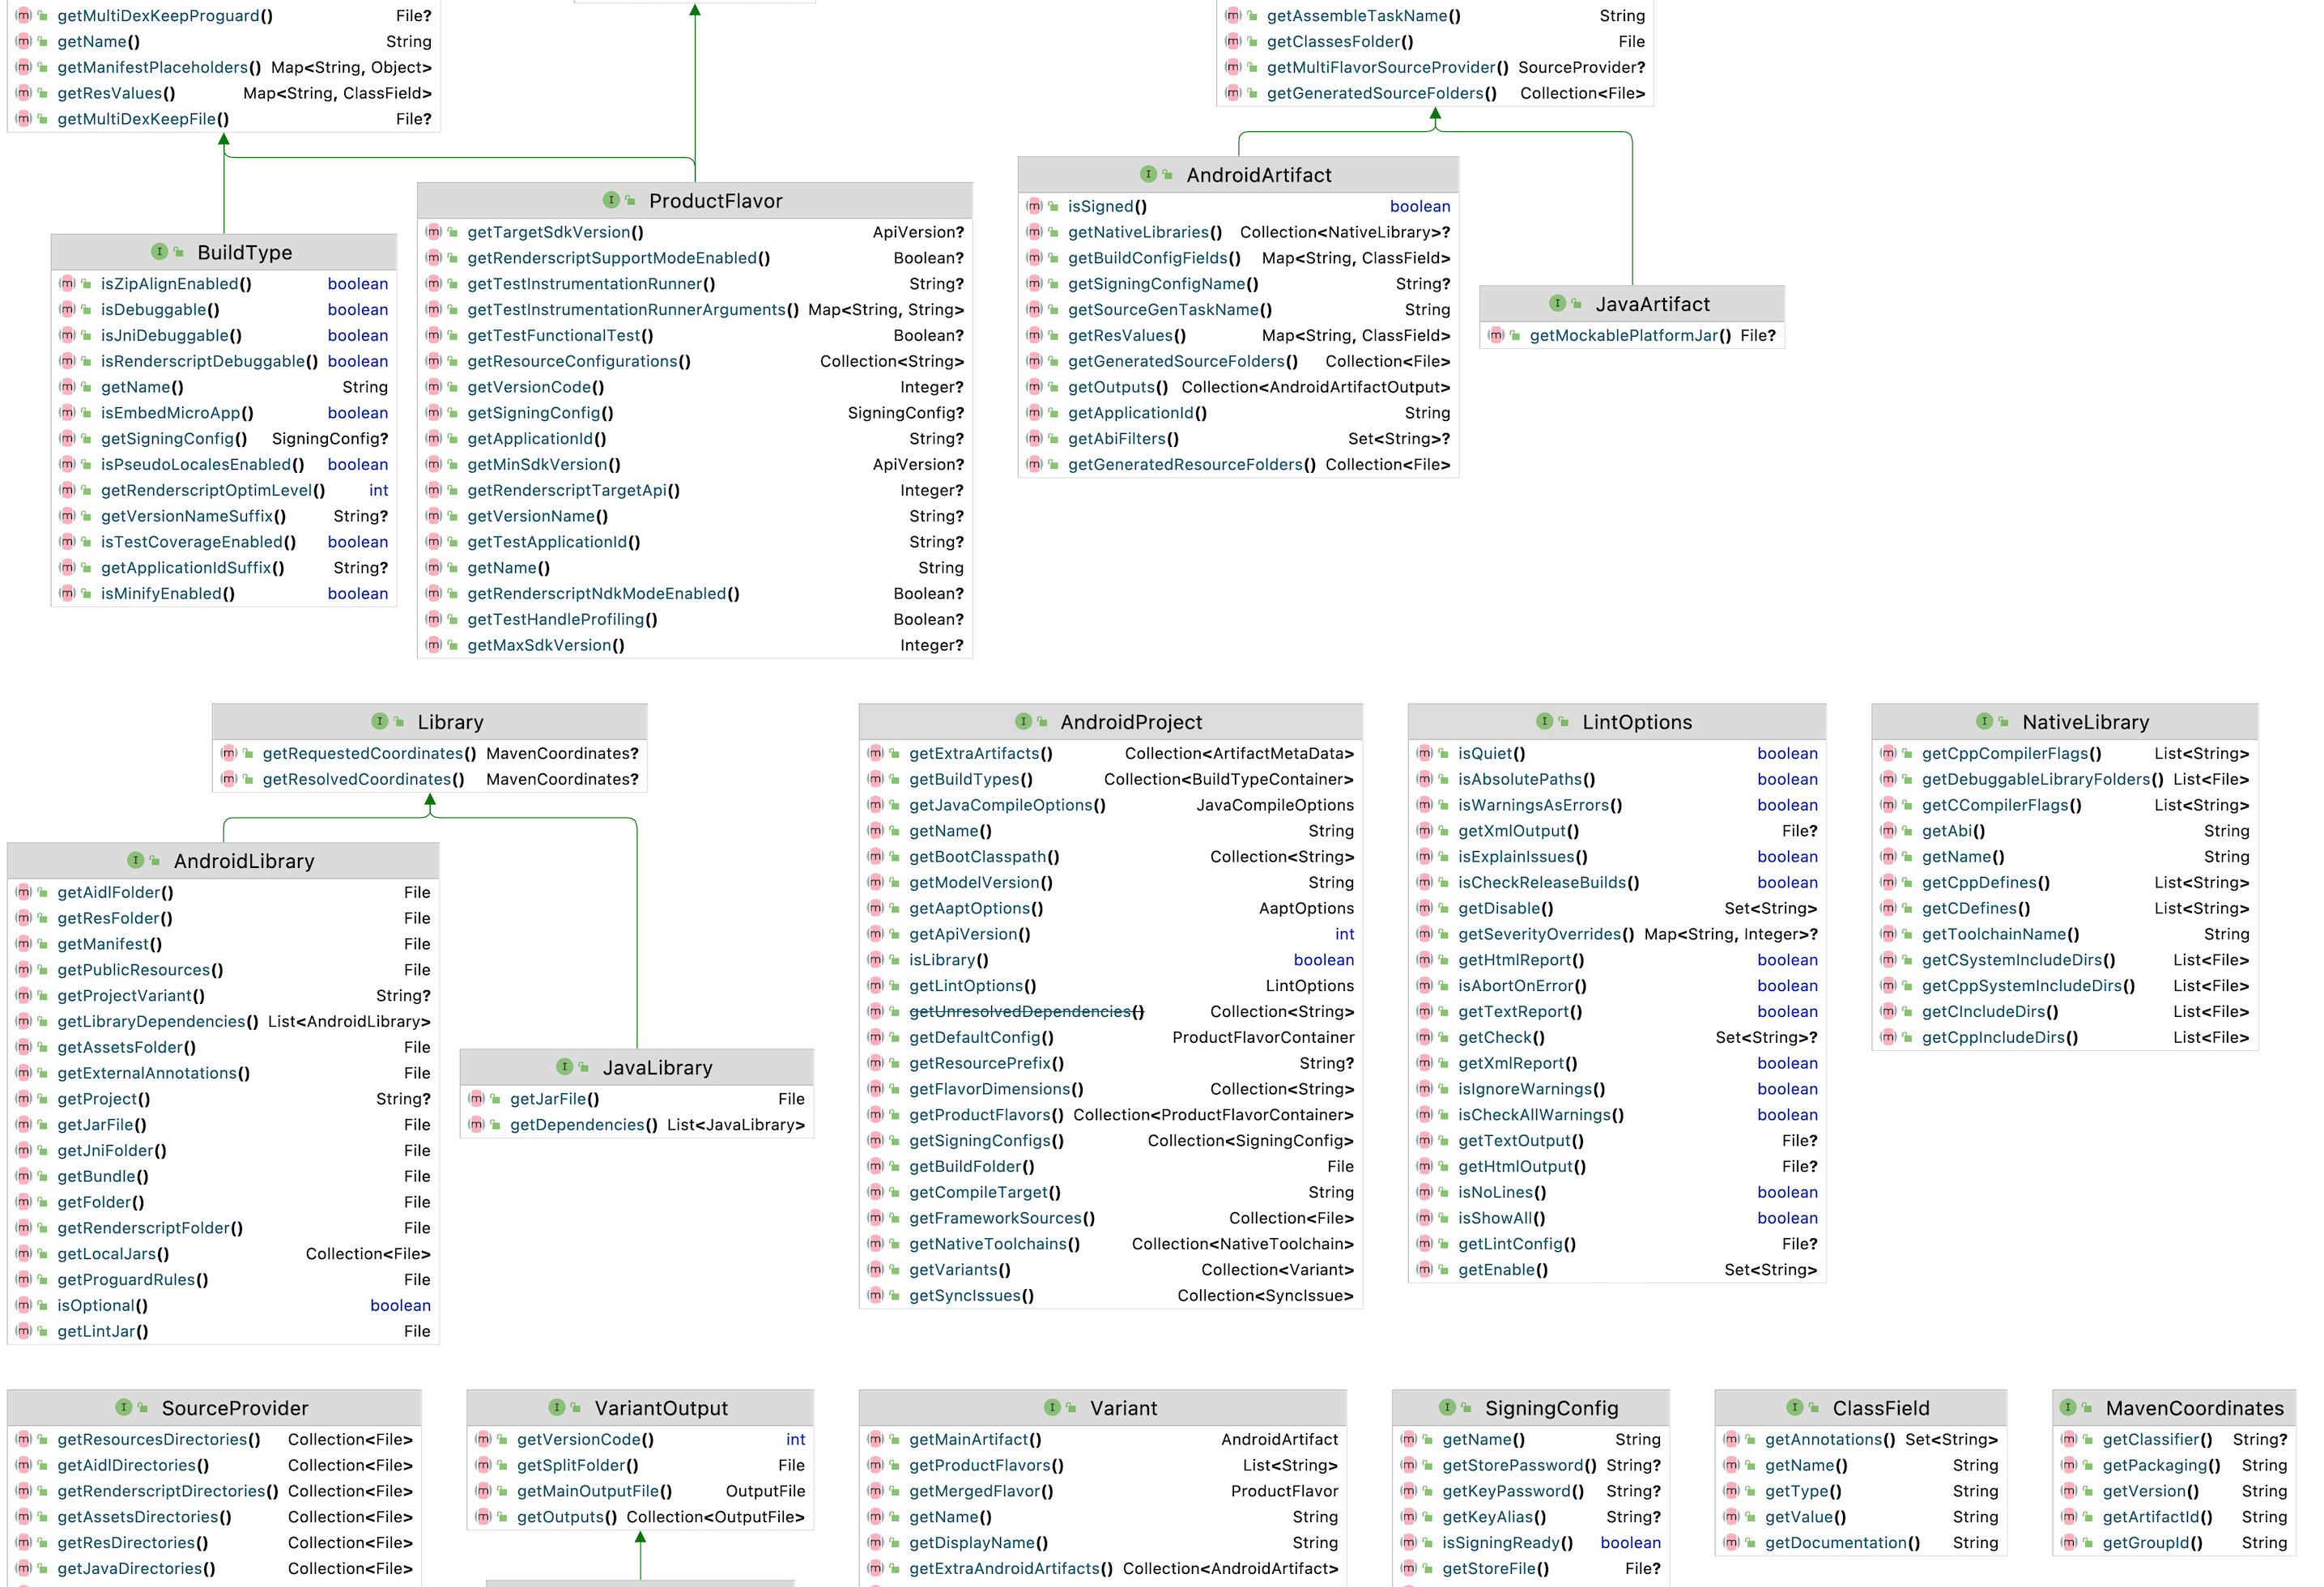 getMultiDexKeepProguard() File?
getName() String
getManifestPlaceholders() Map<String, Object>
getResValues() Map<String, ClassField>
getMultiDexKeepFile() File?
getAssembleTaskName() String
getClassesFolder() File
getMultiFlavorSourceProvider() SourceProvider?
getGeneratedSourceFolders() Collection<File>
BuildType
isZipAlignEnabled() boolean
isDebuggable() boolean
isJniDebuggable() boolean
isRenderscriptDebuggable() boolean
getName() String
isEmbedMicroApp() boolean
getSigningConfig() SigningConfig?
isPseudoLocalesEnabled() boolean
getRenderscriptOptimLevel() int
getVersionNameSuffix() String?
isTestCoverageEnabled() boolean
getApplicationIdSuffix() String?
isMinifyEnabled() boolean
ProductFlavor
getTargetSdkVersion() ApiVersion?
getRenderscriptSupportModeEnabled() Boolean?
getTestInstrumentationRunner() String?
getTestInstrumentationRunnerArguments() Map<String, String>
getTestFunctionalTest() Boolean?
getResourceConfigurations() Collection<String>
getVersionCode() Integer?
getSigningConfig() SigningConfig?
getApplicationId() String?
getMinSdkVersion() ApiVersion?
getRenderscriptTargetApi() Integer?
getVersionName() String?
getTestApplicationId() String?
getName() String
getRenderscriptNdkModeEnabled() Boolean?
getTestHandleProfiling() Boolean?
getMaxSdkVersion() Integer?
AndroidArtifact
isSigned() boolean
getNativeLibraries() Collection<NativeLibrary>?
getBuildConfigFields() Map<String, ClassField>
getSigningConfigName() String?
getSourceGenTaskName() String
getResValues() Map<String, ClassField>
getGeneratedSourceFolders() Collection<File>
getOutputs() Collection<AndroidArtifactOutput>
getApplicationId() String
getAbiFilters() Set<String>?
getGeneratedResourceFolders() Collection<File>
JavaArtifact
getMockablePlatformJar() File?
Library
getRequestedCoordinates() MavenCoordinates?
getResolvedCoordinates() MavenCoordinates?
AndroidLibrary
getAidlFolder() File
getResFolder() File
getManifest() File
getPublicResources() File
getProjectVariant() String?
getLibraryDependencies() List<AndroidLibrary>
getAssetsFolder() File
getExternalAnnotations() File
getProject() String?
getJarFile() File
getJniFolder() File
getBundle() File
getFolder() File
getRenderscriptFolder() File
getLocalJars() Collection<File>
getProguardRules() File
isOptional() boolean
getLintJar() File
JavaLibrary
getJarFile() File
getDependencies() List<JavaLibrary>
AndroidProject
getExtraArtifacts() Collection<ArtifactMetaData>
getBuildTypes() Collection<BuildTypeContainer>
getJavaCompileOptions() JavaCompileOptions
getName() String
getBootClasspath() Collection<String>
getModelVersion() String
getAaptOptions() AaptOptions
getApiVersion() int
isLibrary() boolean
getLintOptions() LintOptions
getUnresolvedDependencies() Collection<String>
getDefaultConfig() ProductFlavorContainer
getResourcePrefix() String?
getFlavorDimensions() Collection<String>
getProductFlavors() Collection<ProductFlavorContainer>
getSigningConfigs() Collection<SigningConfig>
getBuildFolder() File
getCompileTarget() String
getFrameworkSources() Collection<File>
getNativeToolchains() Collection<NativeToolchain>
getVariants() Collection<Variant>
getSyncIssues() Collection<SyncIssue>
LintOptions
isQuiet() boolean
isAbsolutePaths() boolean
isWarningsAsErrors() boolean
getXmlOutput() File?
isExplainIssues() boolean
isCheckReleaseBuilds() boolean
getDisable() Set<String>
getSeverityOverrides() Map<String, Integer>?
getHtmlReport() boolean
isAbortOnError() boolean
getTextReport() boolean
getCheck() Set<String>?
getXmlReport() boolean
isIgnoreWarnings() boolean
isCheckAllWarnings() boolean
getTextOutput() File?
getHtmlOutput() File?
isNoLines() boolean
isShowAll() boolean
getLintConfig() File?
getEnable() Set<String>
NativeLibrary
getCppCompilerFlags() List<String>
getDebuggableLibraryFolders() List<File>
getCCompilerFlags() List<String>
getAbi() String
getName() String
getCppDefines() List<String>
getCDefines() List<String>
getToolchainName() String
getCSystemIncludeDirs() List<File>
getCppSystemIncludeDirs() List<File>
getCIncludeDirs() List<File>
getCppIncludeDirs() List<File>
SourceProvider
getResourcesDirectories() Collection<File>
getAidlDirectories() Collection<File>
getRenderscriptDirectories() Collection<File>
getAssetsDirectories() Collection<File>
getResDirectories() Collection<File>
getJavaDirectories() Collection<File>
VariantOutput
getVersionCode() int
getSplitFolder() File
getMainOutputFile() OutputFile
getOutputs() Collection<OutputFile>
Variant
getMainArtifact() AndroidArtifact
getProductFlavors() List<String>
getMergedFlavor() ProductFlavor
getName() String
getDisplayName() String
getExtraAndroidArtifacts() Collection<AndroidArtifact>
SigningConfig
getName() String
getStorePassword() String?
getKeyPassword() String?
getKeyAlias() String?
isSigningReady() boolean
getStoreFile() File?
ClassField
getAnnotations() Set<String>
getName() String
getType() String
getValue() String
getDocumentation() String
MavenCoordinates
getClassifier() String?
getPackaging() String
getVersion() String
getArtifactId() String
getGroupId() String